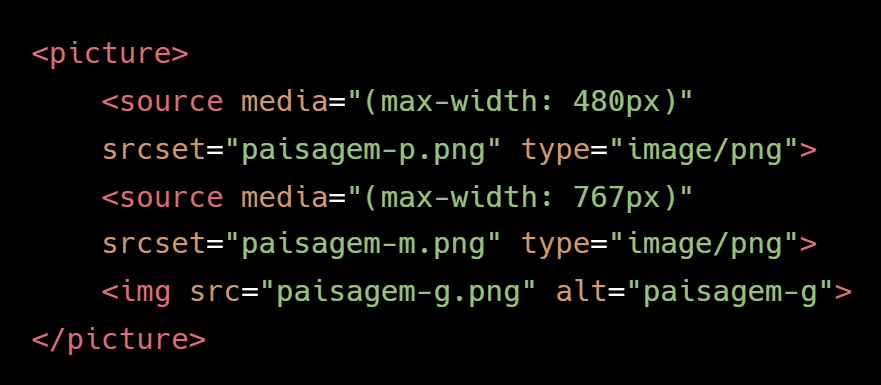 <picture>
    <source media="(max-width: 480px)"
    srcset="paisagem-p.png" type="image/png">
    <source media="(max-width: 767px)"
    srcset="paisagem-m.png" type="image/png">
    <img src="paisagem-g.png" alt="paisagem-g">
</picture>